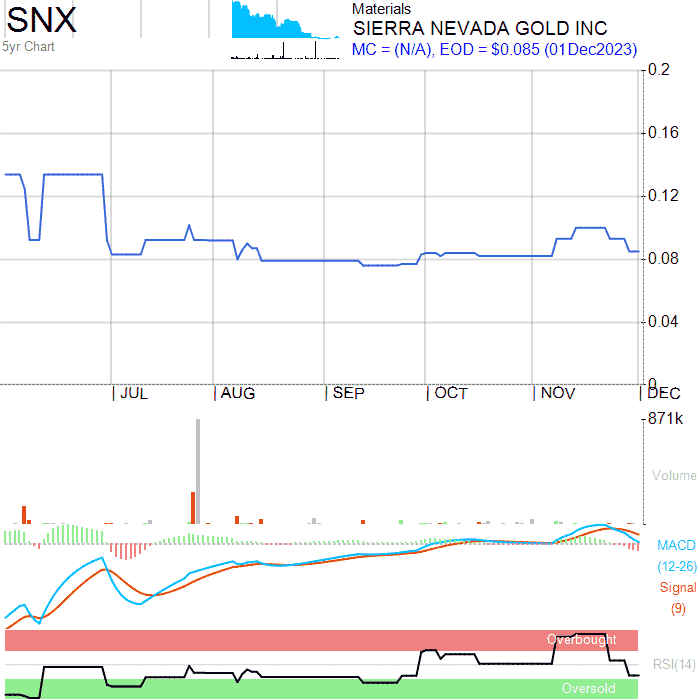 SNX
5yr Chart
Materials
SIERRA NEVADA GOLD INC
MC = (N/A), EOD = $0.085 (01Dec2023)
0.2
0.16
0.12
0.08
0.04
0
JUL AUG SEP OCT NOV DEC
871k
Volume
MACD
(12-26)
Signal
(9)
Overbought
RSI(14)
Oversold